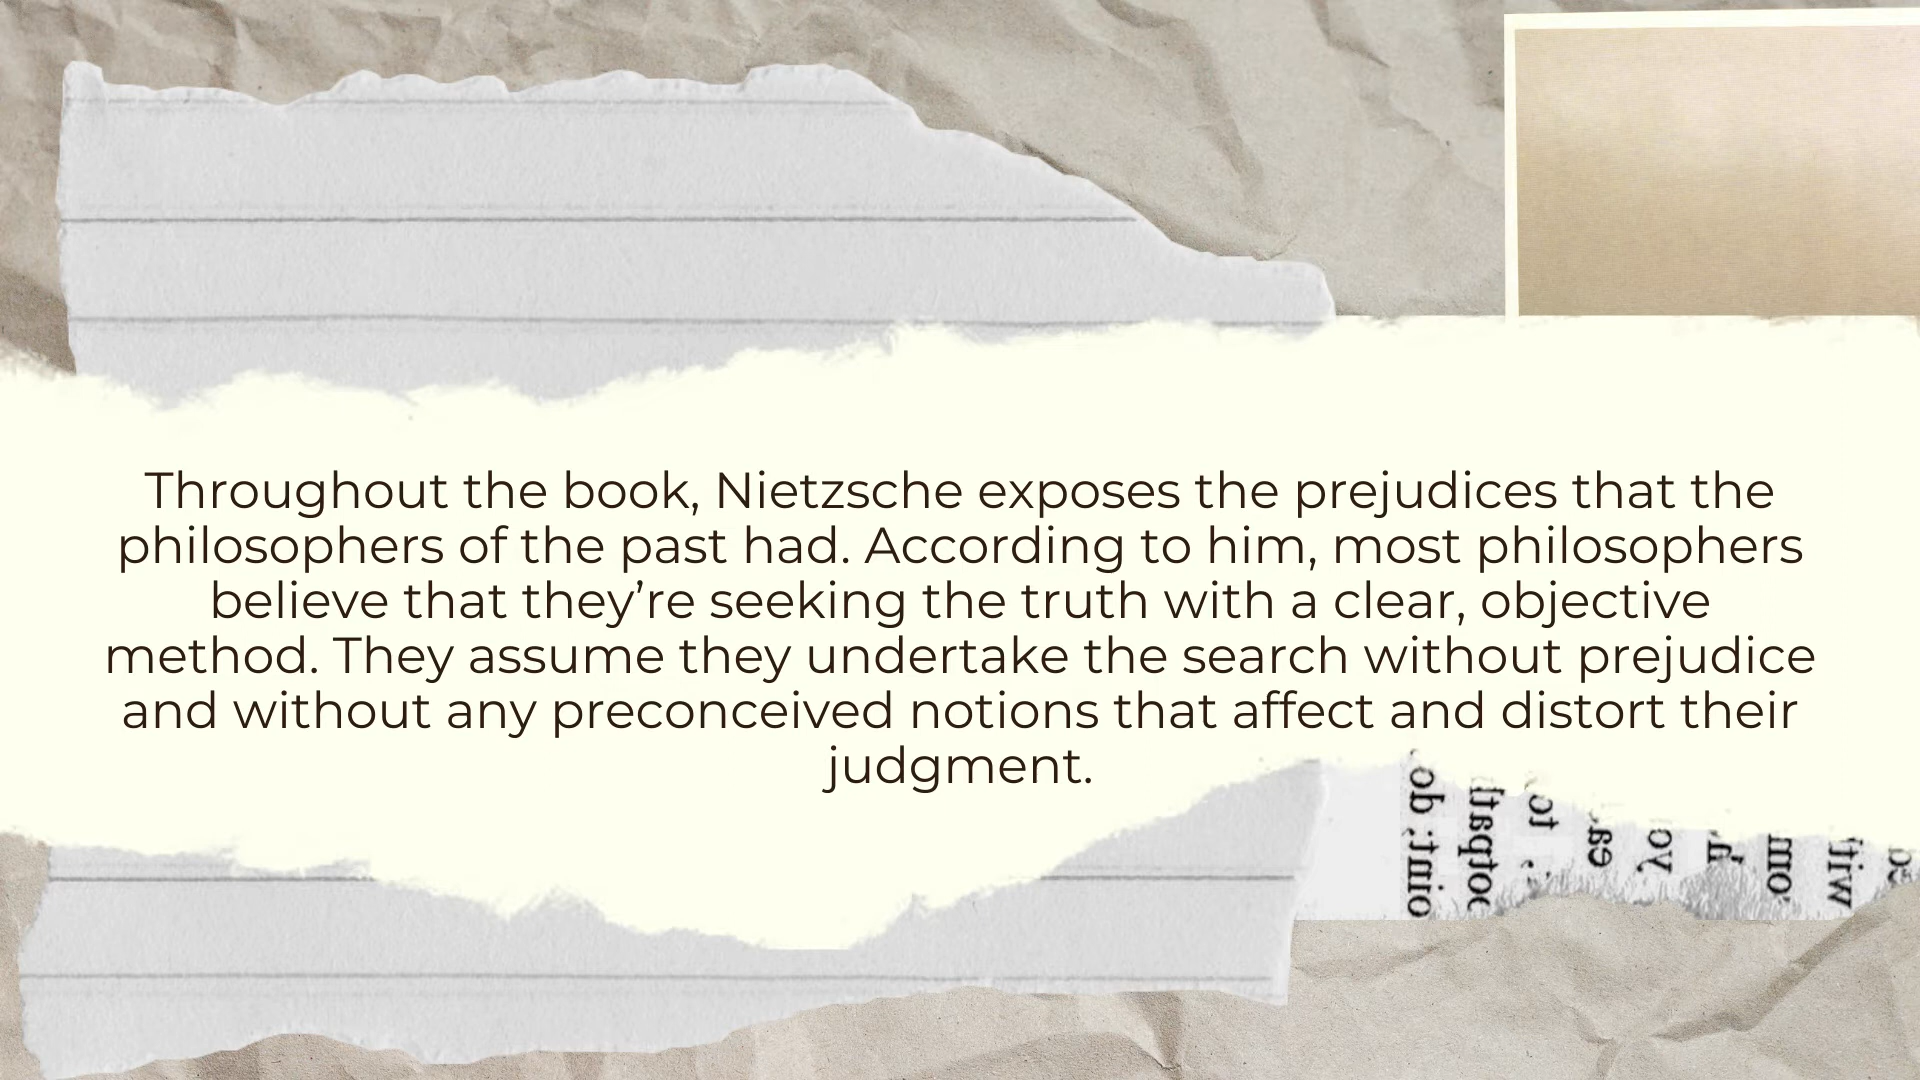 Throughout the book, Nietzsche exposes the prejudices that the
philosophers of the past had. According to him, most philosophers
believe that they’re seeking the truth with a clear, objective
method. They assume they undertake the search without prejudice
and without any preconceived notions that affect and distort their
judgment.